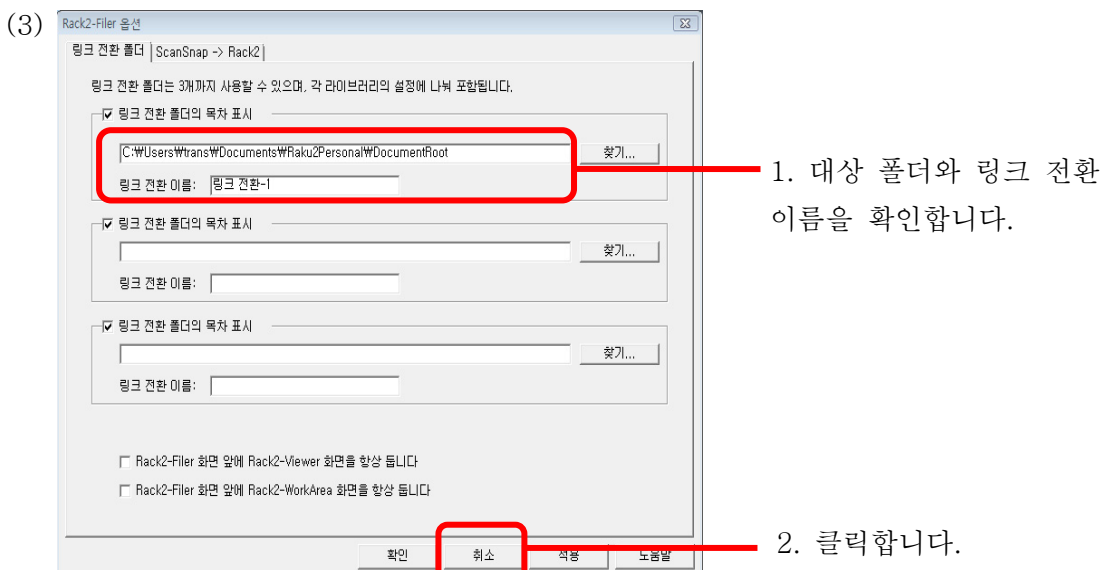 (3)
Rack2-Filer 옵션
링크 전환 폴더 ScanSnap -> Rack2
링크 전환 폴더는 3개까지 사용할 수 있으며, 각 라이브러리의 설정에 나눠 포함됩니다.
링크 전환 폴더의 목차 표시
C:₩Users₩trans₩Documents₩Raku2Personal₩DocumentRoot 찾기...
링크 전환 이름: 링크 전환-1
1. 대상 폴더와 링크 전환
이름을 확인합니다.
링크 전환 폴더의 목차 표시
찾기...
링크 전환 이름:
링크 전환 폴더의 목차 표시
찾기...
링크 전환 이름:
Rack2-Filer 화면 앞에 Rack2-Viewer 화면을 항상 둡니다
Rack2-Filer 화면 앞에 Rack2-WorkArea 화면을 항상 둡니다
확인 취소 적용 도움말
2. 클릭합니다.